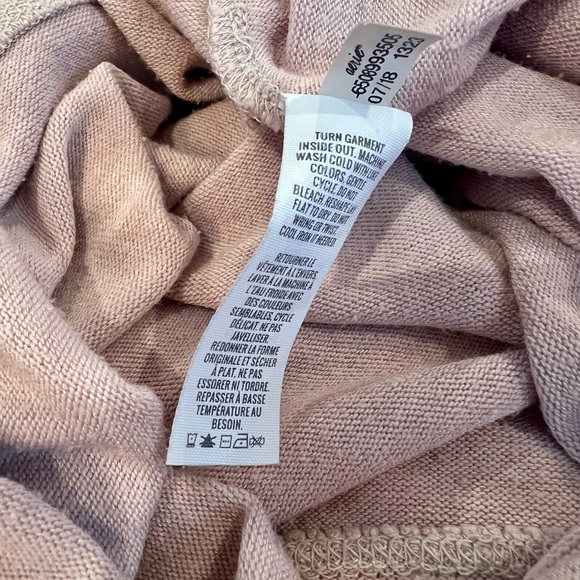 aerie
-6508993505
07/18 1323
TURN GARMENT
INSIDE OUT, MACHINE
WASH COLD WITH LIKE
COLORS, GENTLE
CYCLE. DO NOT
BLEACH. RESHAPE LAY
FLAT TO DRY. DO NOT
WRING OR TWIST.
COOL IRON IF NEEDED.
RETOURNER LE
VÊTEMENT À L'ENVERS.
LAVER À LA MACHINE À
L'EAU FROIDE AVEC
DES COULEURS
SEMBLABLES, CYCLE
DÉLICAT. NE PAS
JAVELLISER.
REDONNER LA FORME
ORIGINALE ET SÉCHER
À PLAT. NE PAS
ESSORER NI TORDRE.
REPASSER À BASSE
TEMPÉRATURE AU
BESOIN.